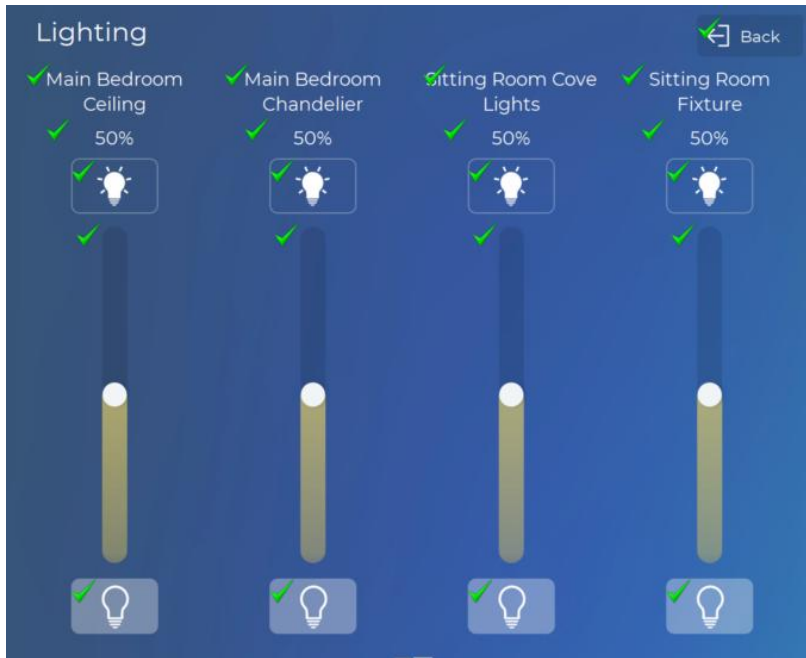 Lighting
Back
Main Bedroom
Ceiling
50%
Main Bedroom
Chandelier
50%
Sitting Room Cove
Lights
50%
Sitting Room
Fixture
50%